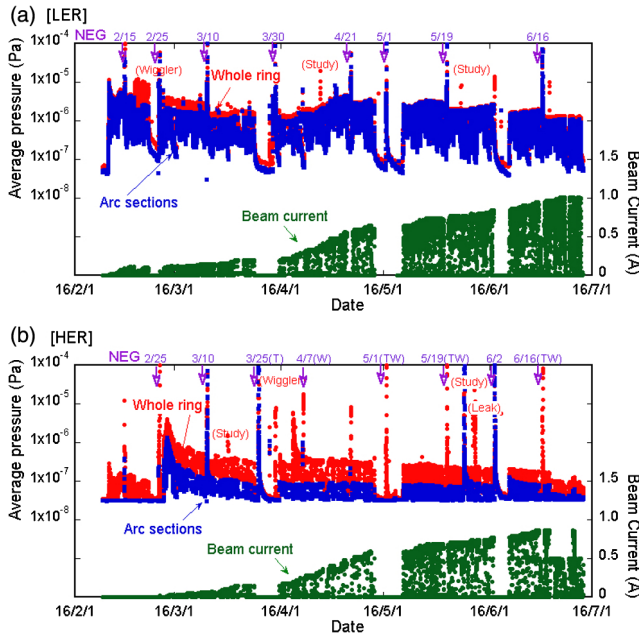 (a) [LER]
NEG 2/15 2/25 3/10 3/30 4/21 5/1 5/19 6/16
1x10-4
1x10-5
1x10-6
1x10-7
1x10-8
Average pressure (Pa)
(Wiggler)
Whole ring
(Study)
(Study)
Arc sections
Beam current
1.5
1.0
0.5
0
Beam Current (A)
16/2/1 16/3/1 16/4/1 16/5/1 16/6/1 16/7/1
Date
(b) [HER]
NEG 2/25 3/10 3/25(T) 4/7(W) 5/1(TW) 5/19(TW) 6/2 6/16(TW)
1x10-4
1x10-5
1x10-6
1x10-7
1x10-8
Average pressure (Pa)
(Wiggler)
(Study)
Whole ring
(Leak)
(Study)
Arc sections
Beam current
1.5
1.0
0.5
0
Beam Current (A)
16/2/1 16/3/1 16/4/1 16/5/1 16/6/1 16/7/1
Date